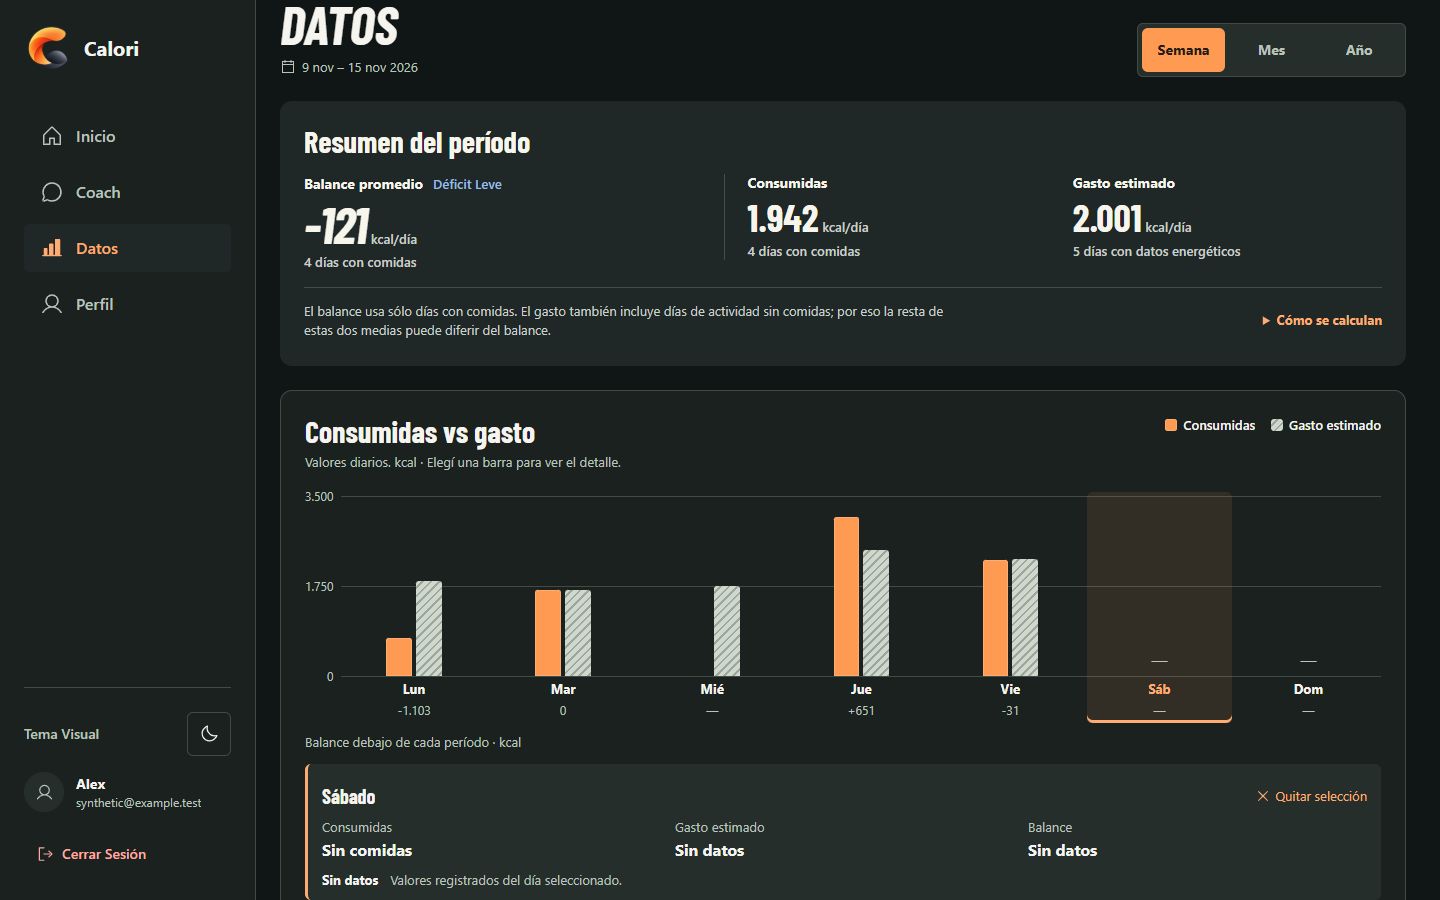 Calori
Inicio
Coach
Datos
Perfil
Tema Visual
Alex
synthetic@example.test
Cerrar Sesión
DATOS
9 nov – 15 nov 2026
Semana
Mes
Año
Resumen del período
Balance promedio Déficit Leve
-121 kcal/día
4 días con comidas
Consumidas
1.942 kcal/día
4 días con comidas
Gasto estimado
2.001 kcal/día
5 días con datos energéticos
El balance usa sólo días con comidas. El gasto también incluye días de actividad sin comidas; por eso la resta de
estas dos medias puede diferir del balance.
Cómo se calculan
Consumidas vs gasto
Consumidas Gasto estimado
Valores diarios. kcal · Elegí una barra para ver el detalle.
3.500
1.750
0
— —
Lun Mar Mié Jue Vie Sáb Dom
-1.103 0 — +651 -31 — —
Balance debajo de cada período · kcal
Sábado
Quitar selección
Consumidas Gasto estimado Balance
Sin comidas Sin datos Sin datos
Sin datos Valores registrados del día seleccionado.